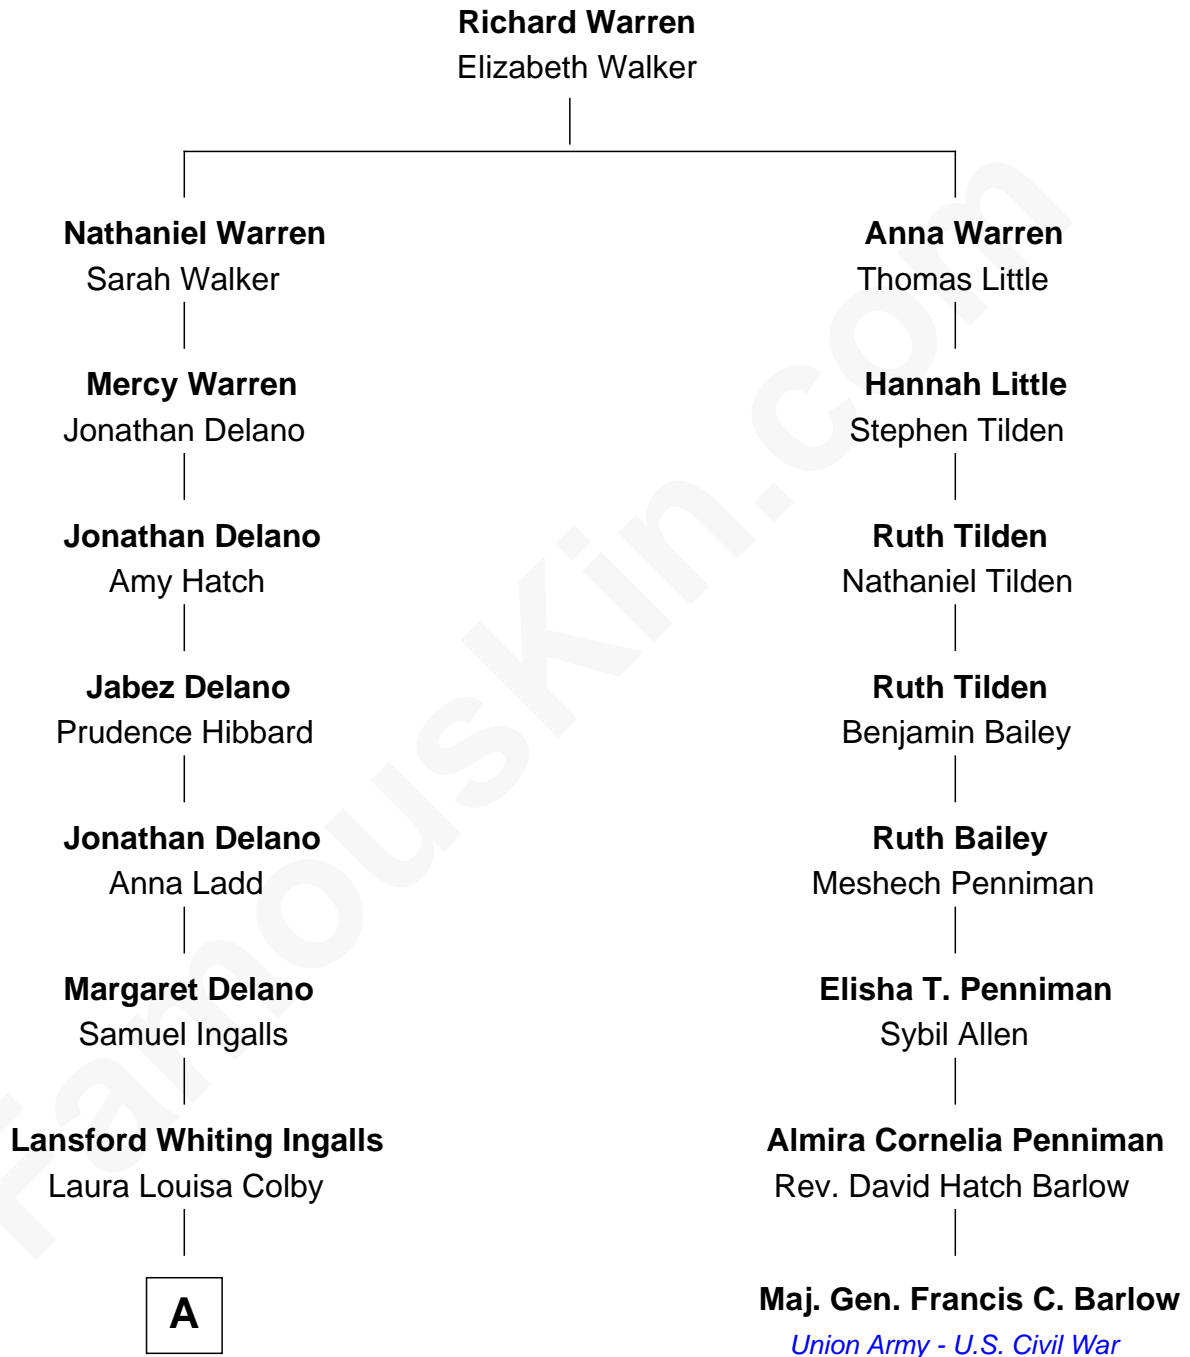 Richard Warren
Elizabeth Walker
Nathaniel Warren
Sarah Walker
Mercy Warren
Jonathan Delano
Jonathan Delano
Amy Hatch
Jabez Delano
Prudence Hibbard
Jonathan Delano
Anna Ladd
Margaret Delano
Samuel Ingalls
Lansford Whiting Ingalls
Laura Louisa Colby
A
Anna Warren
Thomas Little
Hannah Little
Stephen Tilden
Ruth Tilden
Nathaniel Tilden
Ruth Tilden
Benjamin Bailey
Ruth Bailey
Meshech Penniman
Elisha T. Penniman
Sybil Allen
Almira Cornelia Penniman
Rev. David Hatch Barlow
Maj. Gen. Francis C. Barlow
Union Army - U.S. Civil War
FamousKin.com